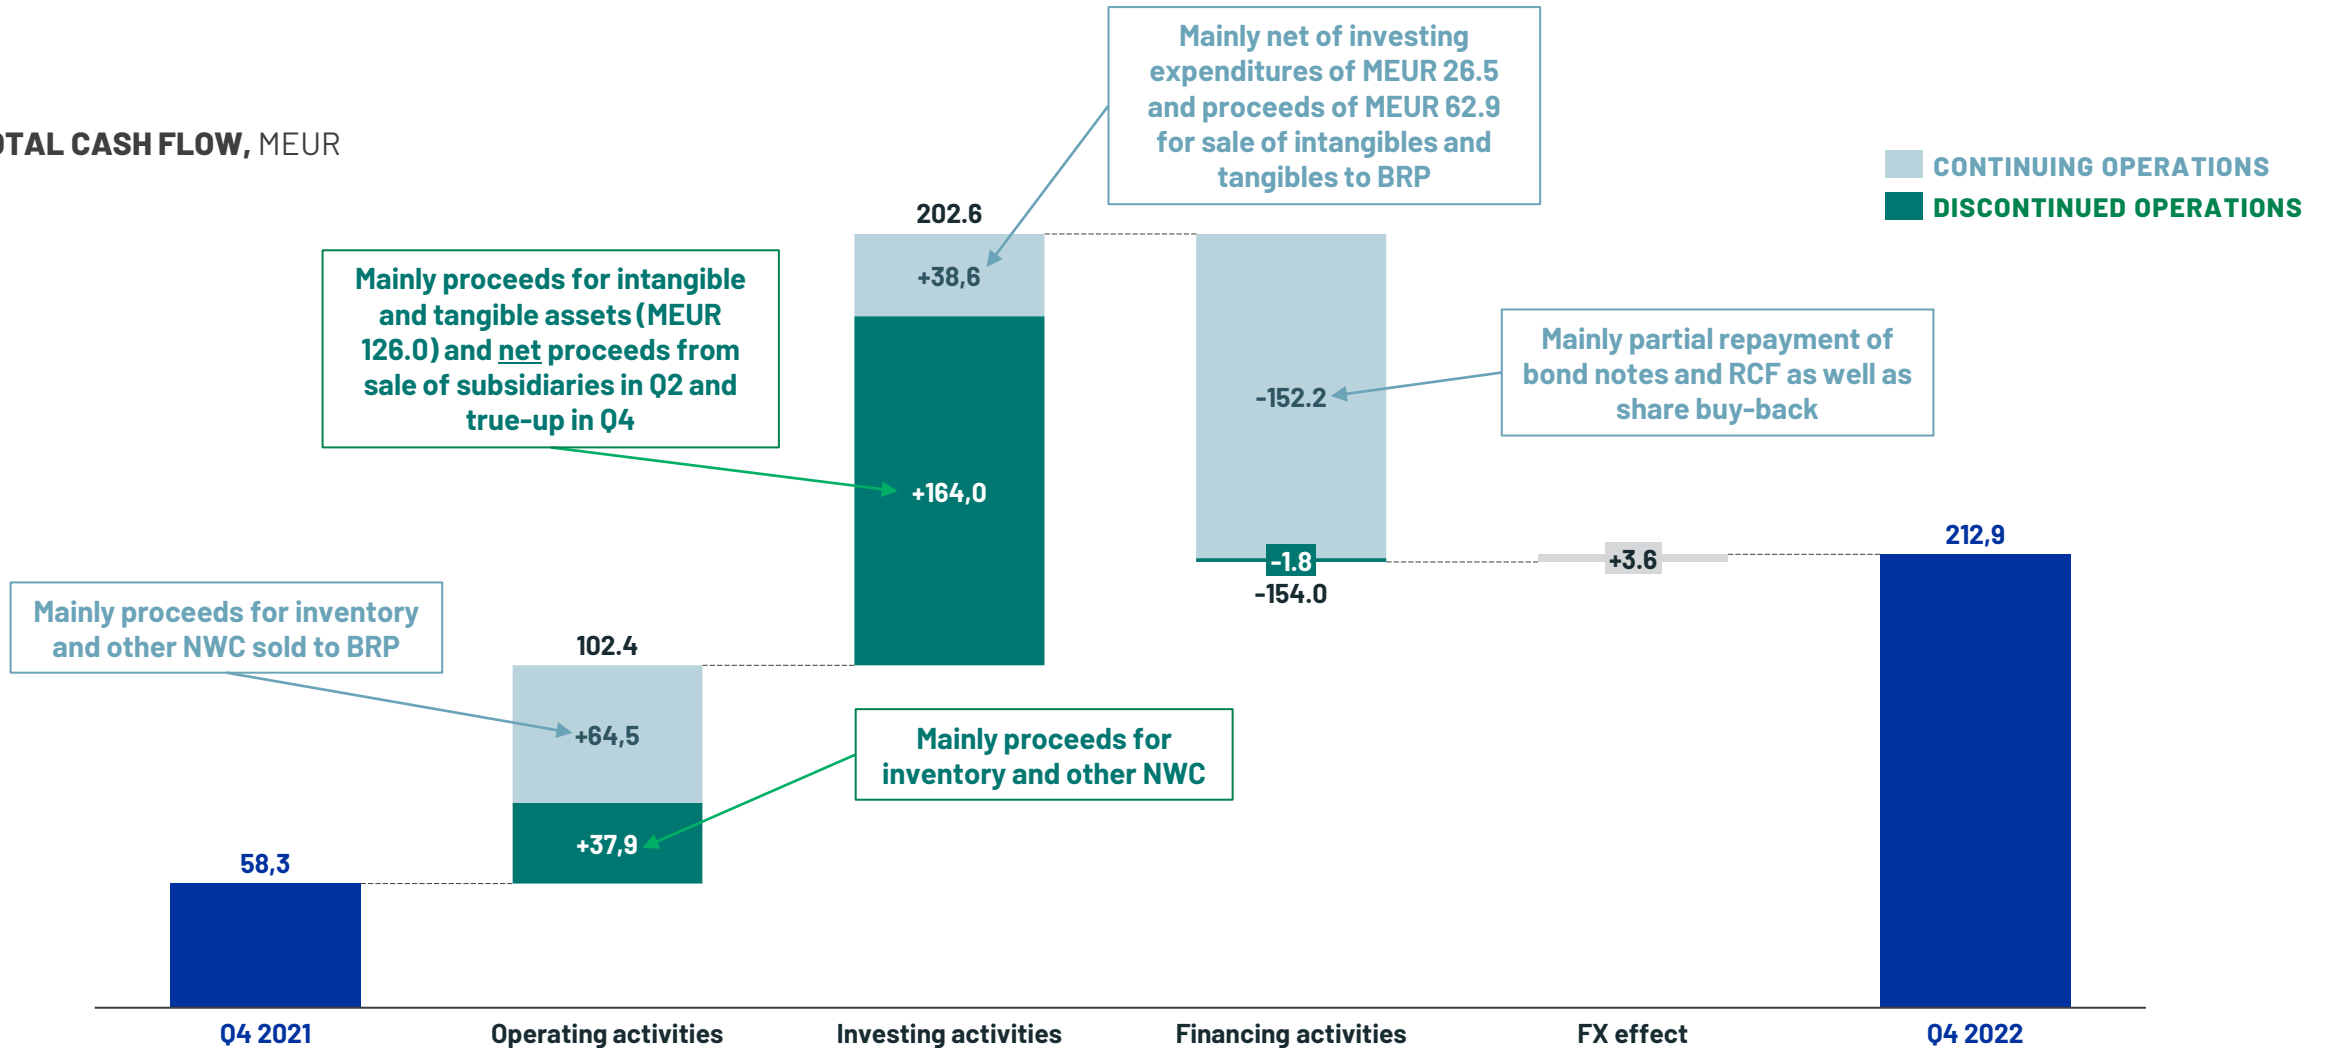 OTAL CASH FLOW, MEUR
CONTINUING OPERATIONS
DISCONTINUED OPERATIONS
Mainly net of investing
expenditures of MEUR 26.5
and proceeds of MEUR 62.9
for sale of intangibles and
tangibles to BRP
Mainly proceeds for intangible
and tangible assets (MEUR
126.0) and net proceeds from
sale of subsidiaries in Q2 and
true-up in Q4
Mainly partial repayment of
bond notes and RCF as well as
share buy-back
Mainly proceeds for inventory
and other NWC sold to BRP
Mainly proceeds for
inventory and other NWC
58,3
102.4
+64,5
+37,9
202.6
+38,6
+164,0
-152.2
-1.8
-154.0
+3.6
212,9
Q4 2021
Operating activities
Investing activities
Financing activities
FX effect
Q4 2022